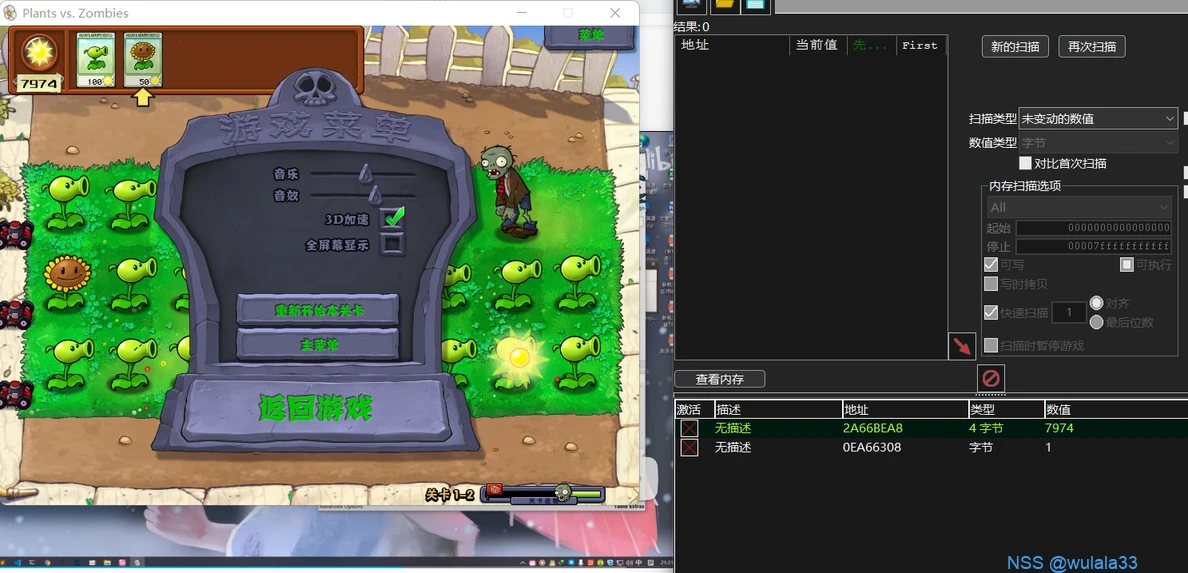 Plants vs. Zombies
菜单
7974
100
50
游戏菜单
音乐
音效
3D加速
全屏幕显示
重新开始本关卡
主菜单
返回游戏
关卡 1-2
结果:0
地址 当前值 先... First
新的扫描 再次扫描
扫描类型 未变动的数值
数值类型 字节
对比首次扫描
内存扫描选项
All
起始 0000000000000000
停止 00007fffffffffff
可写 可执行
写时拷贝
快速扫描 1 对齐
最后位数
扫描时暂停游戏
查看内存
激活 描述 地址 类型 数值
无描述 2A66BEA8 4 字节 7974
无描述 0EA66308 字节 1
NSS @wulala33